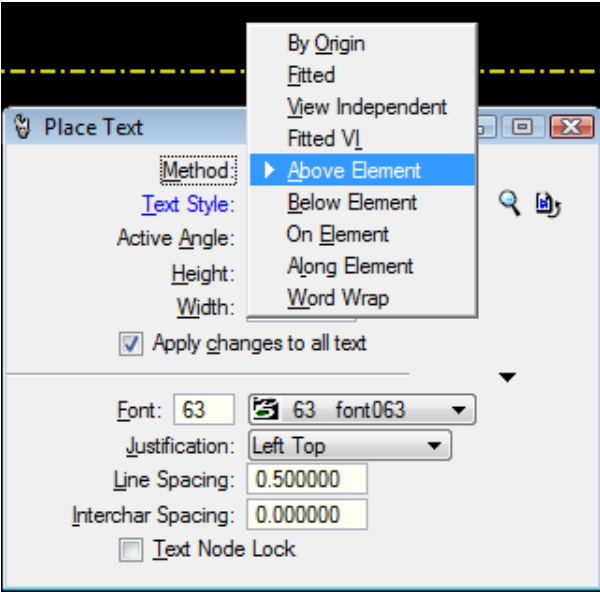 By Origin
Fitted
View Independent
Fitted VI
Above Element
Below Element
On Element
Along Element
Word Wrap
Place Text
Method:
Text Style:
Active Angle:
Height:
Width:
Apply changes to all text
Font: 63 63 font063
Justification: Left Top
Line Spacing: 0.500000
Interchar Spacing: 0.000000
Text Node Lock